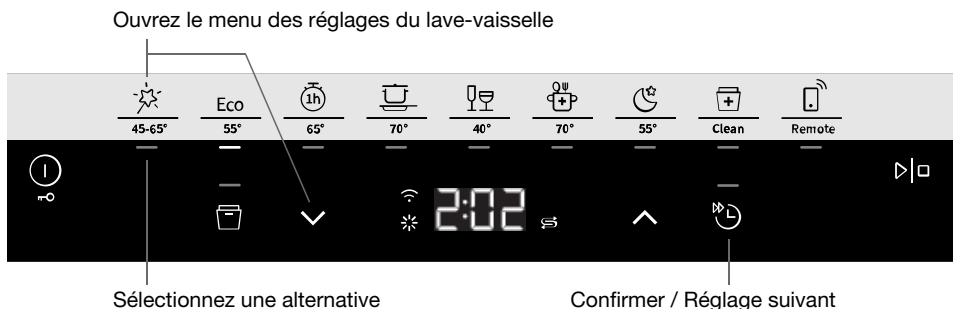 Ouvrez le menu des réglages du lave-vaisselle
Eco 1h
45-65° 55° 65° 70° 40° 70° 55° Clean Remote
2:02
Sélectionnez une alternative Confirmer / Réglage suivant